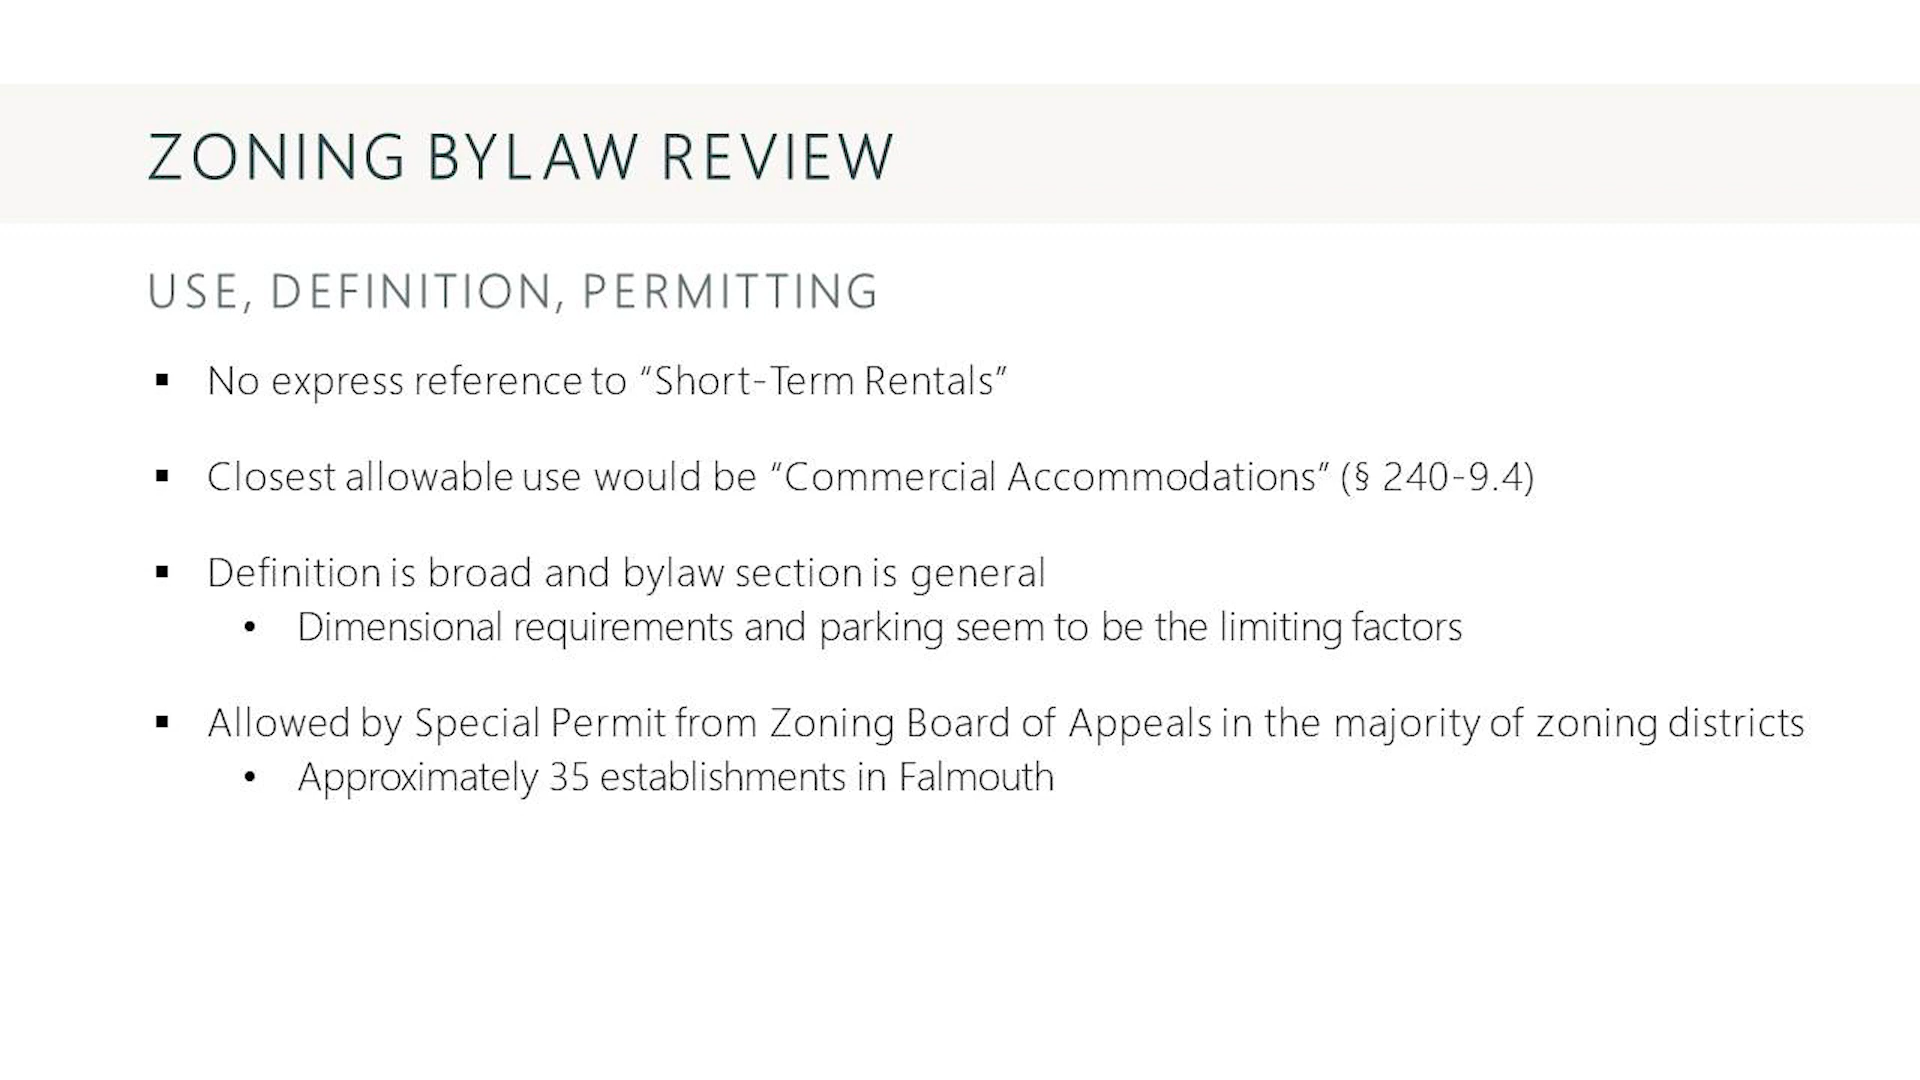 ZONING BYLAW REVIEW
USE, DEFINITION, PERMITTING
▪ No express reference to “Short-Term Rentals”
▪ Closest allowable use would be “Commercial Accommodations” (§ 240-9.4)
▪ Definition is broad and bylaw section is general
• Dimensional requirements and parking seem to be the limiting factors
▪ Allowed by Special Permit from Zoning Board of Appeals in the majority of zoning districts
• Approximately 35 establishments in Falmouth